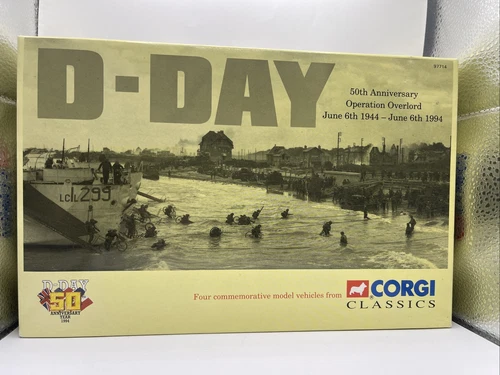 97714
D-DAY
50th Anniversary
Operation Overlord
June 6th 1944 – June 6th 1994
LCIL 299
D-DAY
50
ANNIVERSARY
YEAR
1994
Four commemorative model vehicles from
CORGI
CLASSICS